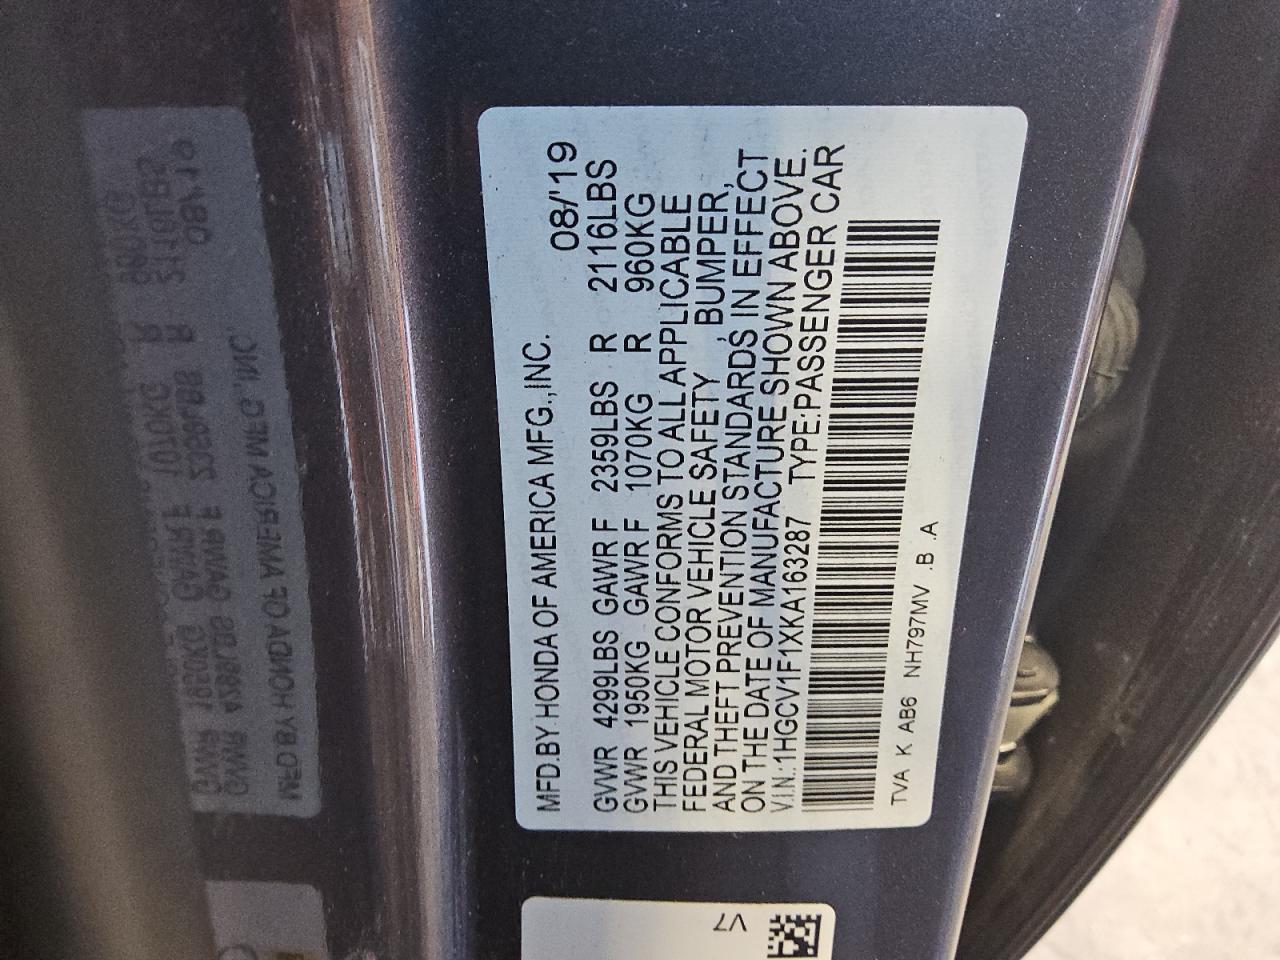 MFD.BY.HONDA OF AMERICA MFG.,INC. 08/'19
GVWR 4299LBS GAWR F 2359LBS R 2116LBS
GVWR 1950KG GAWR F 1070KG R 960KG
THIS VEHICLE CONFORMS TO ALL APPLICABLE
FEDERAL MOTOR VEHICLE SAFETY , BUMPER,
AND THEFT PREVENTION STANDARDS IN EFFECT
ON THE DATE OF MANUFACTURE SHOWN ABOVE.
V.I.N.:1HGCV1F1XKA163287 TYPE:PASSENGER CAR
TVA K AB6 NH797MV .B .A
V7